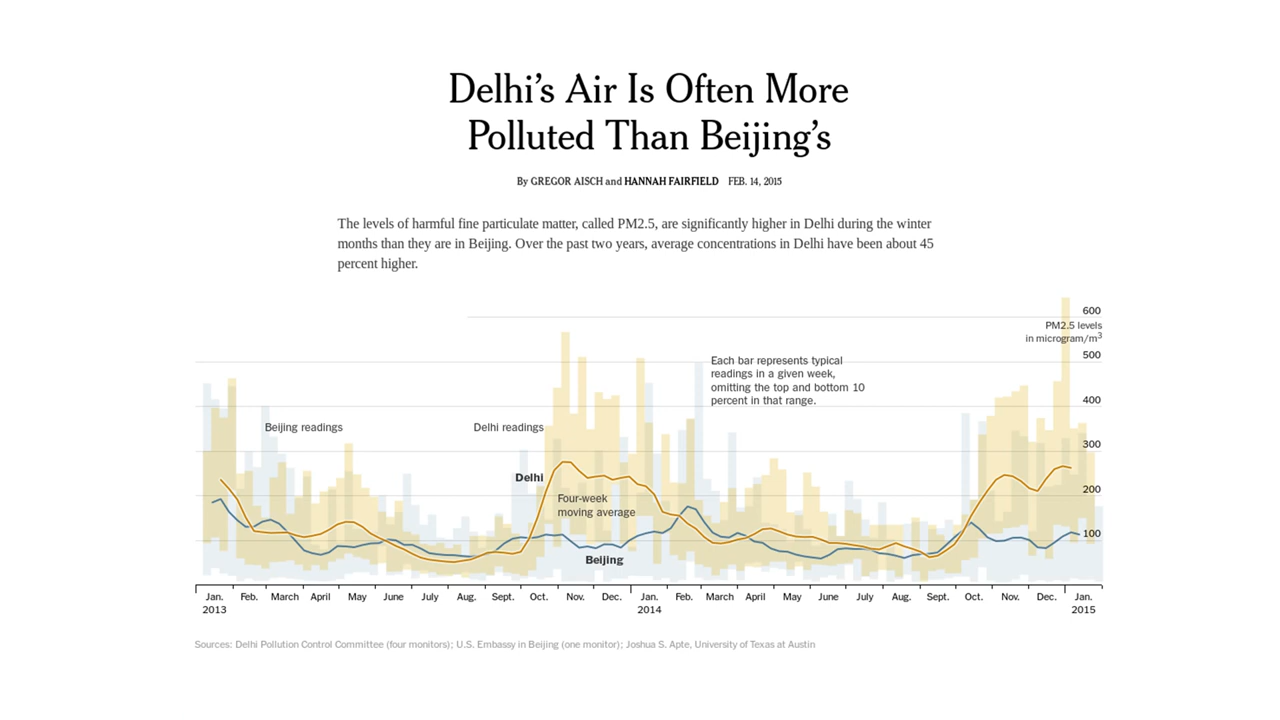 Delhi’s Air Is Often More
Polluted Than Beijing’s
By GREGOR AISCH and HANNAH FAIRFIELD FEB. 14, 2015
The levels of harmful fine particulate matter, called PM2.5, are significantly higher in Delhi during the winter
months than they are in Beijing. Over the past two years, average concentrations in Delhi have been about 45
percent higher.
600
PM2.5 levels
in microgram/m³
500
Each bar represents typical
readings in a given week,
omitting the top and bottom 10
percent in that range.
400
Beijing readings
Delhi readings
300
Delhi
200
Four-week
moving average
100
Beijing
Jan. Feb. March April May June July Aug. Sept. Oct. Nov. Dec. Jan. Feb. March April May June July Aug. Sept. Oct. Nov. Dec. Jan.
2013 2014 2015
Sources: Delhi Pollution Control Committee (four monitors); U.S. Embassy in Beijing (one monitor); Joshua S. Apte, University of Texas at Austin